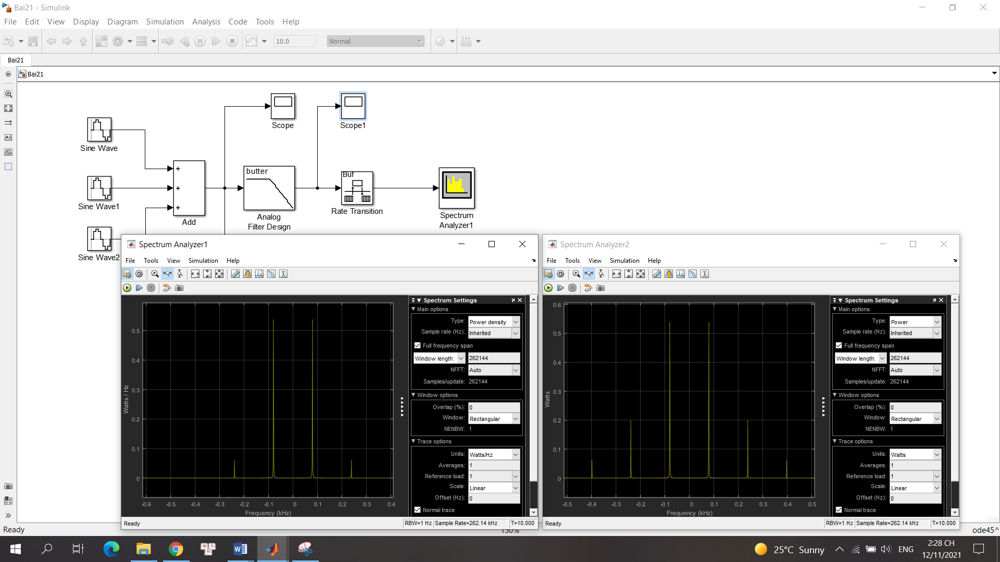 Bai21 - Simulink
File Edit View Display Diagram Simulation Analysis Code Tools Help
10.0 Normal
Bai21
Bai21
Scope
Scope1
Sine Wave
Sine Wave1
Sine Wave2
+
+
+
Add
butter
Analog
Filter Design
Buf
Rate Transition
Spectrum
Analyzer1
Spectrum Analyzer1
File Tools View Simulation Help
0.5
0.4
0.3
0.2
0.1
0
Watts / Hz
-0.6 -0.5 -0.4 -0.3 -0.2 -0.1 0 0.1 0.2 0.3 0.4
Frequency (kHz)
Spectrum Settings
Main options
Type: Power density
Sample rate (Hz): Inherited
Full frequency span
Window length: 262144
NFFT: Auto
Samples/update: 262144
Window options
Overlap (%): 0
Window: Rectangular
NENBW: 1
Trace options
Units: Watts/Hz
Averages: 1
Reference load: 1
Scale: Linear
Offset (Hz): 0
Normal trace
Ready RBW=1 Hz Sample Rate=262.14 kHz T=10.000
Spectrum Analyzer2
File Tools View Simulation Help
0.6
0.5
0.4
0.3
0.2
0.1
0
Watts
-0.5 -0.4 -0.3 -0.2 -0.1 0 0.1 0.2 0.3 0.4 0.5
Frequency (kHz)
Spectrum Settings
Main options
Type: Power
Sample rate (Hz): Inherited
Full frequency span
Window length: 262144
NFFT: Auto
Samples/update: 262144
Window options
Overlap (%): 0
Window: Rectangular
NENBW: 1
Trace options
Units: Watts
Averages: 1
Reference load: 1
Scale: Linear
Offset (Hz): 0
Normal trace
Ready RBW=1 Hz Sample Rate=262.14 kHz T=10.000
Ready 150% ode45
25°C Sunny ENG 2:28 CH
12/11/2021